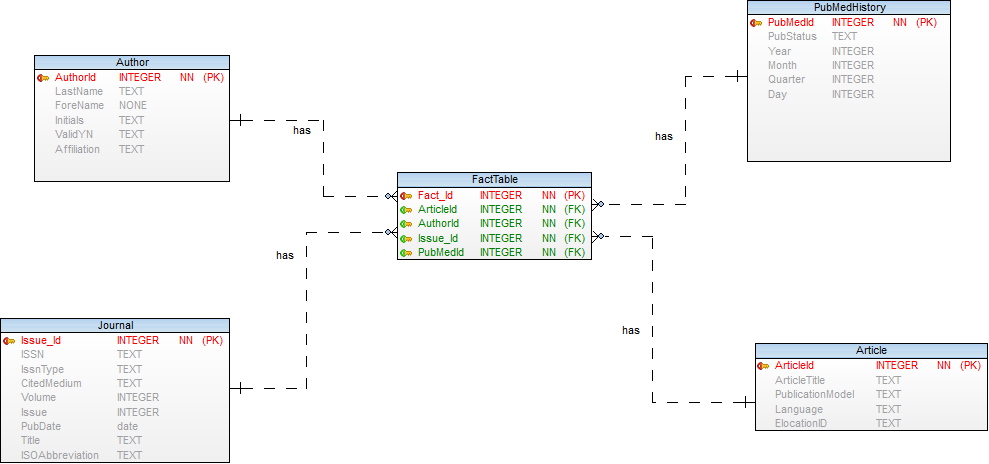 PubMedHistory
PubMedId INTEGER NN (PK)
PubStatus TEXT
Year INTEGER
Month INTEGER
Quarter INTEGER
Day INTEGER
Author
AuthorId INTEGER NN (PK)
LastName TEXT
ForeName NONE
Initials TEXT
ValidYN TEXT
Affiliation TEXT
has
has
FactTable
Fact_Id INTEGER NN (PK)
ArticleId INTEGER NN (FK)
AuthorId INTEGER NN (FK)
Issue_Id INTEGER NN (FK)
PubMedId INTEGER NN (FK)
has
has
Journal
Issue_Id INTEGER NN (PK)
ISSN TEXT
IssnType TEXT
CitedMedium TEXT
Volume INTEGER
Issue INTEGER
PubDate date
Title TEXT
ISOAbbreviation TEXT
Article
ArticleId INTEGER NN (PK)
ArticleTitle TEXT
PublicationModel TEXT
Language TEXT
ElocationID TEXT